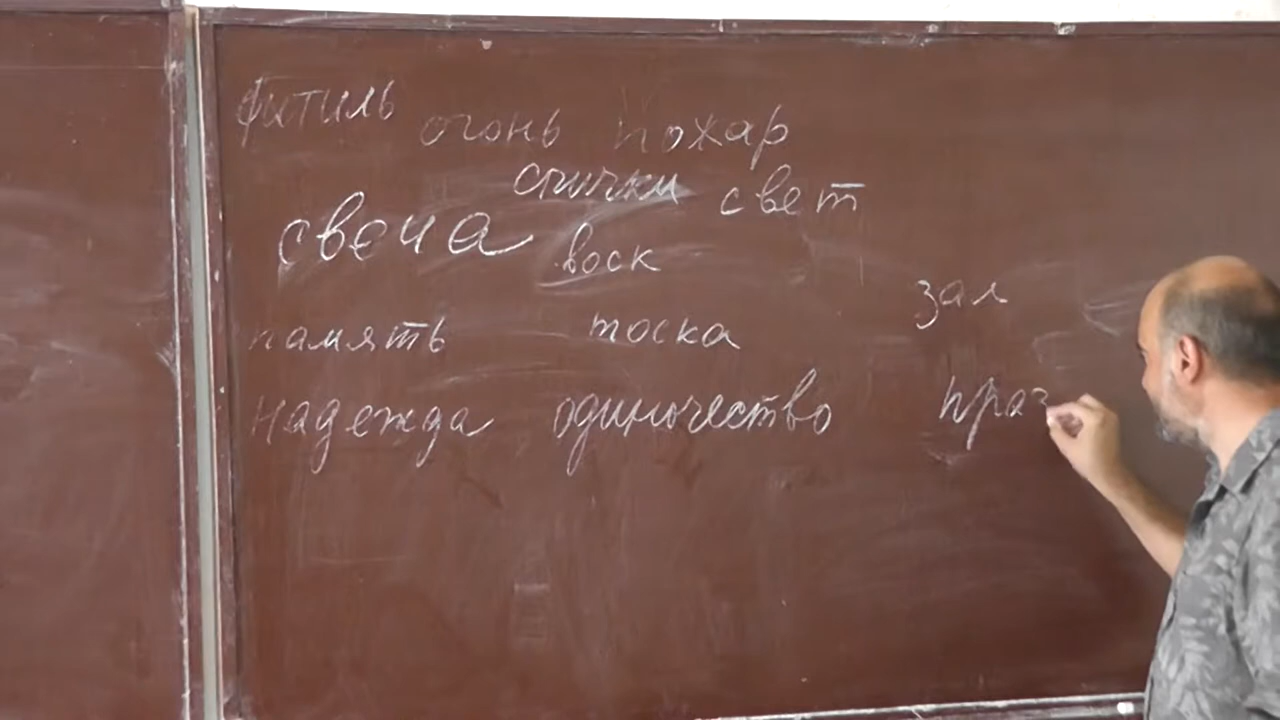 фитиль огонь пожар
спички свет
свеча воск
зал
память тоска
надежда одиночество праз